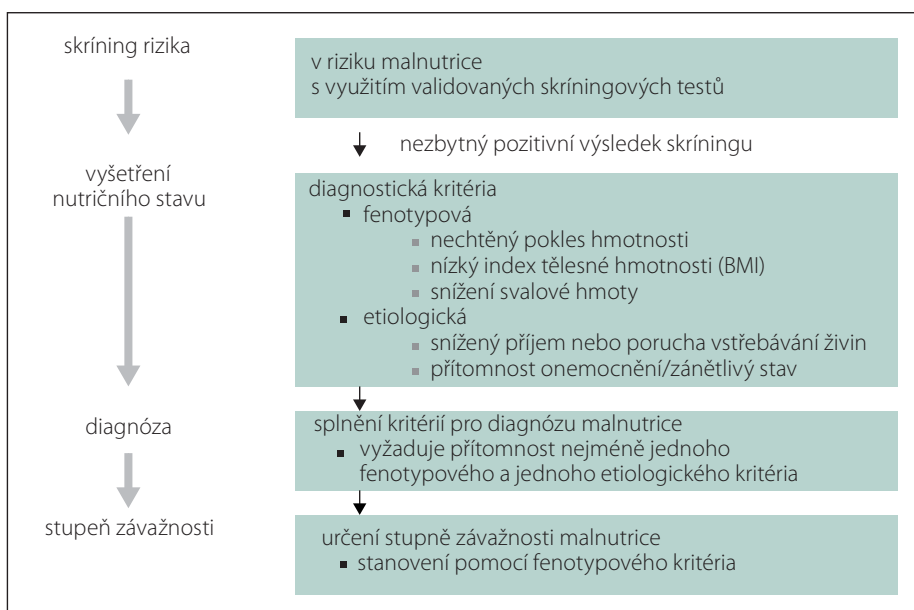 skríning rizika
v riziku malnutrice
s využitím validovaných skríningových testů
nezbytný pozitivní výsledek skríningu
vyšetření
nutričního stavu
diagnostická kritéria
▪ fenotypová
▪ nechtěný pokles hmotnosti
▪ nízký index tělesné hmotnosti (BMI)
▪ snížení svalové hmoty
▪ etiologická
▪ snížený příjem nebo porucha vstřebávání živin
▪ přítomnost onemocnění/zánětlivý stav
diagnóza
splnění kritérií pro diagnózu malnutrice
▪ vyžaduje přítomnost nejméně jednoho
fenotypového a jednoho etiologického kritéria
stupeň závažnosti
určení stupně závažnosti malnutrice
▪ stanovení pomocí fenotypového kritéria